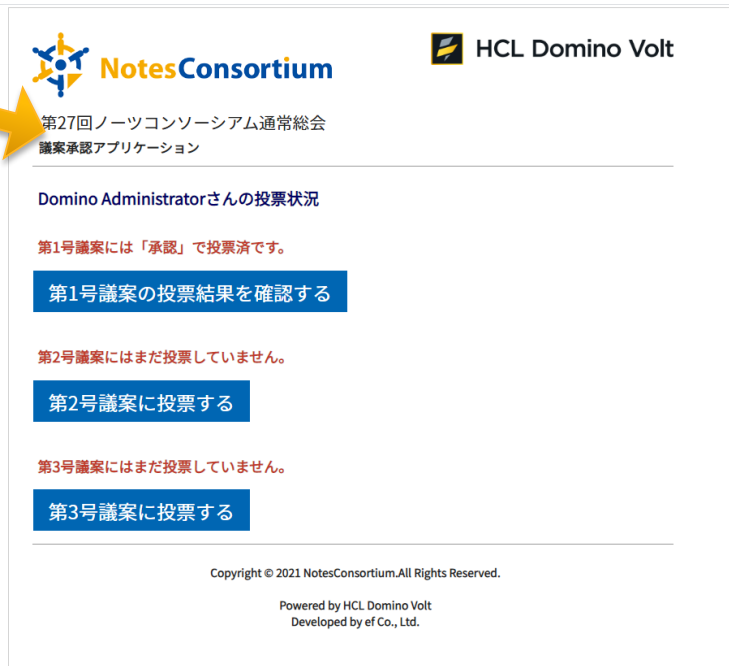 NotesConsortium
HCL Domino Volt
第27回ノーツコンソーシアム通常総会
議案承認アプリケーション
Domino Administratorさんの投票状況
第1号議案には「承認」で投票済です。
第1号議案の投票結果を確認する
第2号議案にはまだ投票していません。
第2号議案に投票する
第3号議案にはまだ投票していません。
第3号議案に投票する
Copyright © 2021 NotesConsortium.All Rights Reserved.
Powered by HCL Domino Volt
Developed by ef Co., Ltd.